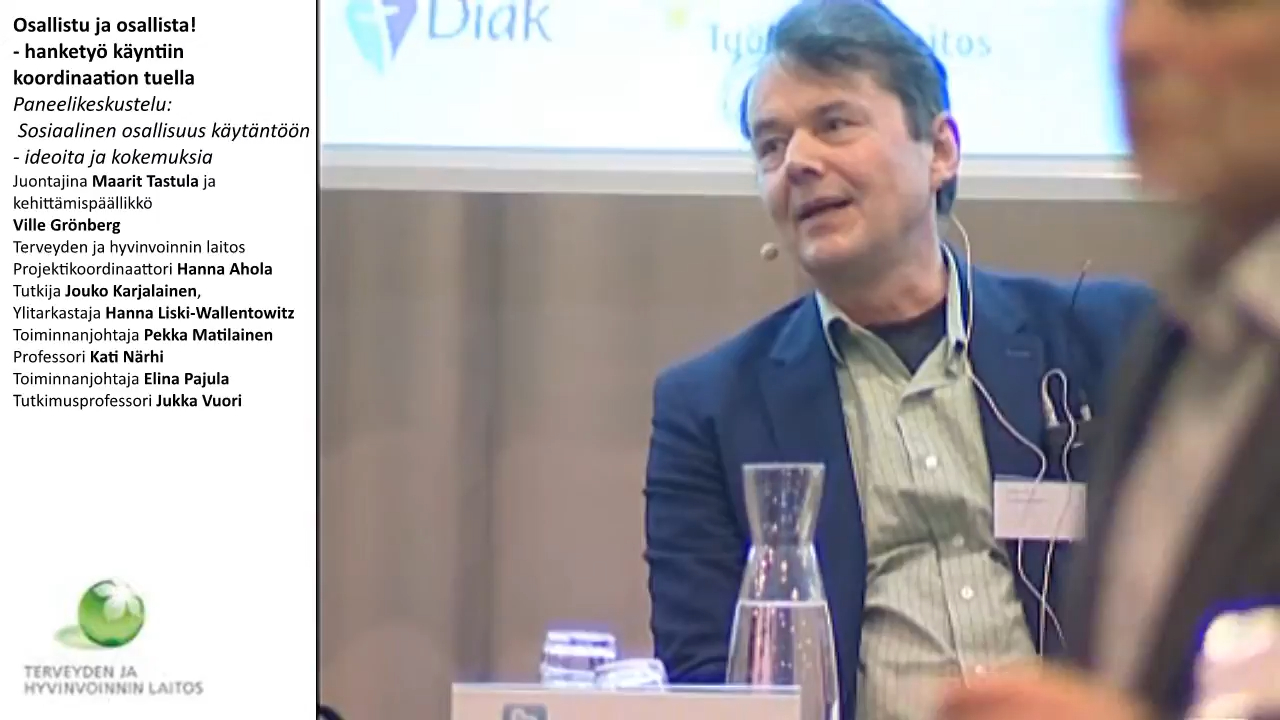 Osallistu ja osallista!
- hanketyö käyntiin
koordinaation tuella
Paneelikeskustelu:
Sosiaalinen osallisuus käytäntöön
- ideoita ja kokemuksia
Juontajina Maarit Tastula ja
kehittämispäällikkö
Ville Grönberg
Terveyden ja hyvinvoinnin laitos
Projektikoordinaattori Hanna Ahola
Tutkija Jouko Karjalainen,
Ylitarkastaja Hanna Liski-Wallentowitz
Toiminnanjohtaja Pekka Matilainen
Professori Kati Närhi
Toiminnanjohtaja Elina Pajula
Tutkimusprofessori Jukka Vuori
TERVEYDEN JA
HYVINVOINNIN LAITOS
Diak